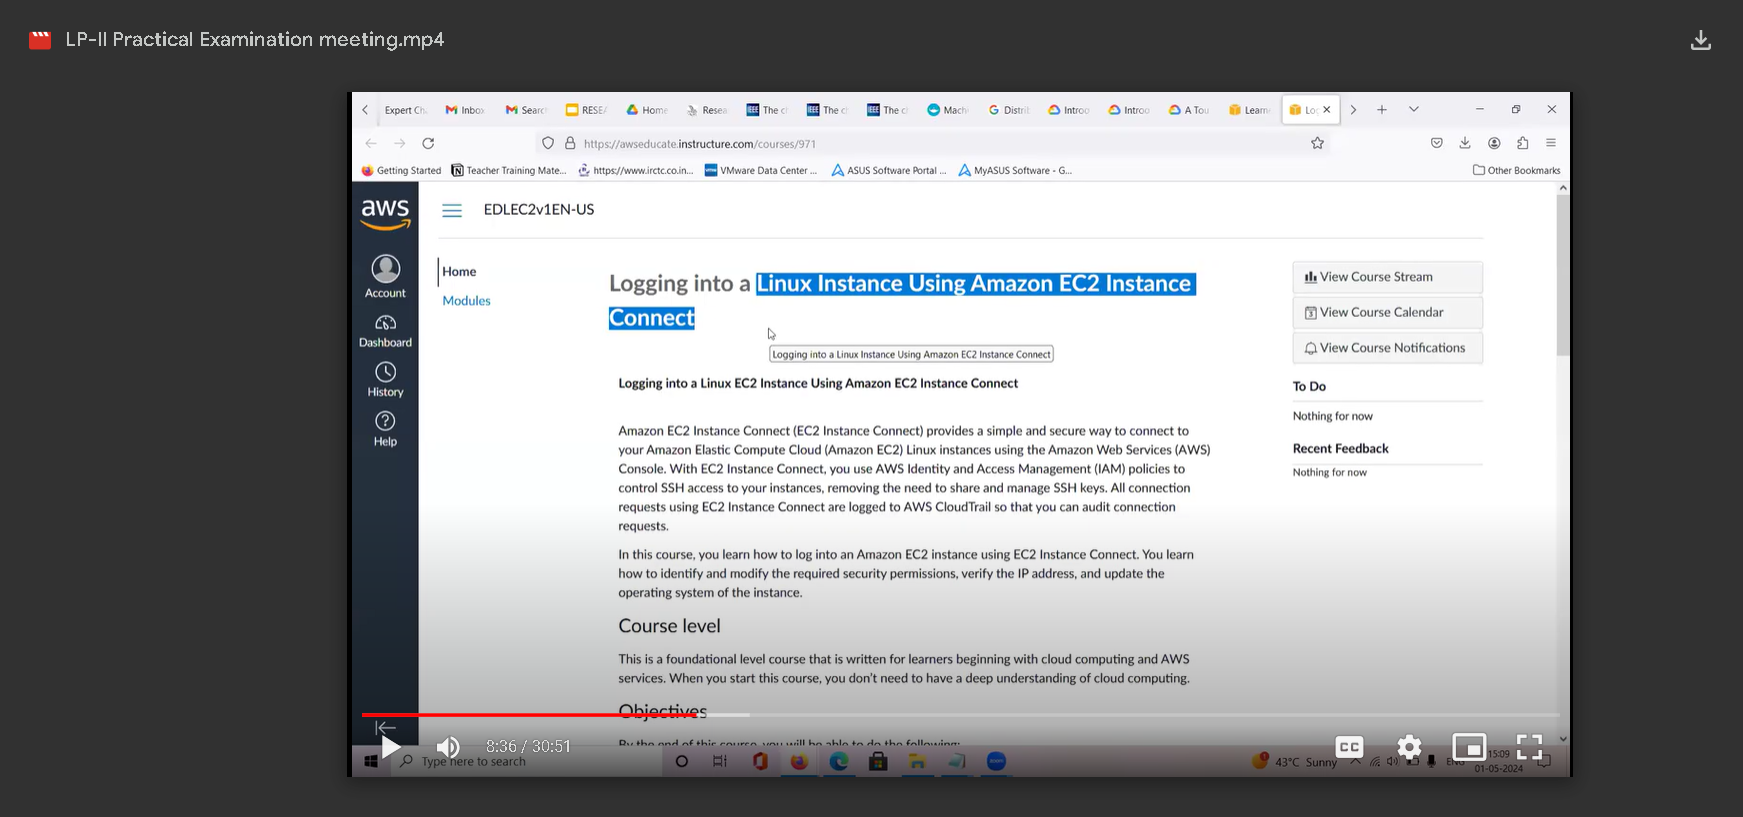 LP-II Practical Examination meeting.mp4
Expert Ch
Inbox
Searc
RESEA
Home
Resea
The c
The c
The c
Machi
Distrib
Introo
Introo
A Tou
Learn
Lo
https://awseducate.instructure.com/courses/971
Getting Started
Teacher Training Mate...
https://www.irctc.co.in...
VMware Data Center ...
ASUS Software Portal ...
MyASUS Software - G...
Other Bookmarks
aws
EDLEC2v1EN-US
Account
Dashboard
History
Help
Home
Modules
Logging into a Linux Instance Using Amazon EC2 Instance
Connect
Logging into a Linux Instance Using Amazon EC2 Instance Connect
Logging into a Linux EC2 Instance Using Amazon EC2 Instance Connect
Amazon EC2 Instance Connect (EC2 Instance Connect) provides a simple and secure way to connect to
your Amazon Elastic Compute Cloud (Amazon EC2) Linux instances using the Amazon Web Services (AWS)
Console. With EC2 Instance Connect, you use AWS Identity and Access Management (IAM) policies to
control SSH access to your instances, removing the need to share and manage SSH keys. All connection
requests using EC2 Instance Connect are logged to AWS CloudTrail so that you can audit connection
requests.
In this course, you learn how to log into an Amazon EC2 instance using EC2 Instance Connect. You learn
how to identify and modify the required security permissions, verify the IP address, and update the
operating system of the instance.
Course level
This is a foundational level course that is written for learners beginning with cloud computing and AWS
services. When you start this course, you don't need to have a deep understanding of cloud computing.
Objectives
By the end of this course, you will be able to do the following:
View Course Stream
View Course Calendar
View Course Notifications
To Do
Nothing for now
Recent Feedback
Nothing for now
8:36 / 30:51
CC
Type here to search
43°C Sunny
ENG
15:09
01-05-2024